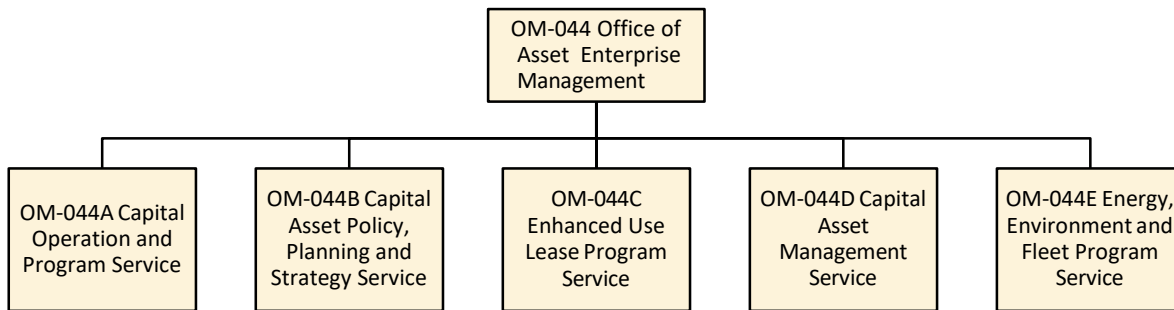 OM-044 Office of
Asset Enterprise
Management
OM-044A Capital
Operation and
Program Service
OM-044B Capital
Asset Policy,
Planning and
Strategy Service
OM-044C
Enhanced Use
Lease Program
Service
OM-044D Capital
Asset
Management
Service
OM-044E Energy,
Environment and
Fleet Program
Service